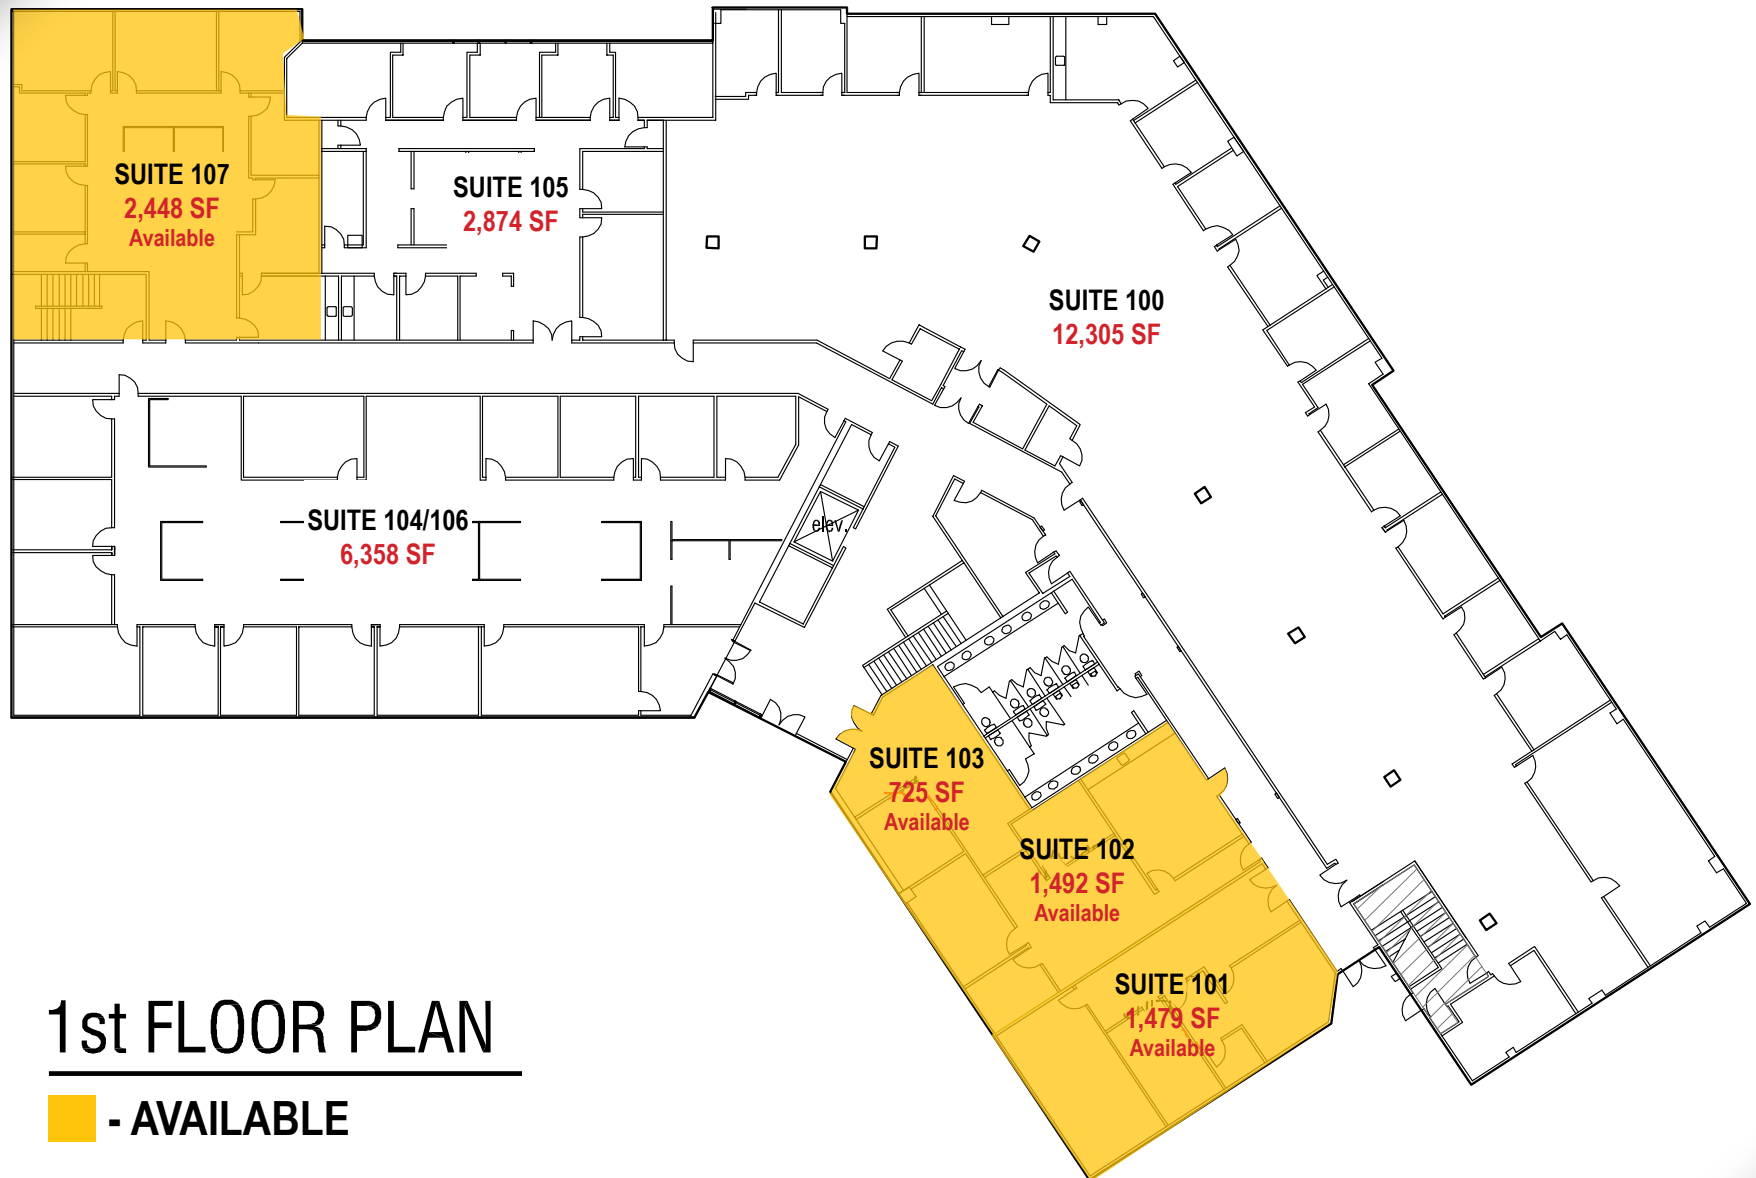 SUITE 107
2,448 SF
Available
SUITE 105
2,874 SF
SUITE 100
12,305 SF
SUITE 104/106
6,358 SF
elev.
SUITE 103
725 SF
Available
SUITE 102
1,492 SF
Available
SUITE 101
1,479 SF
Available
1st FLOOR PLAN
- AVAILABLE